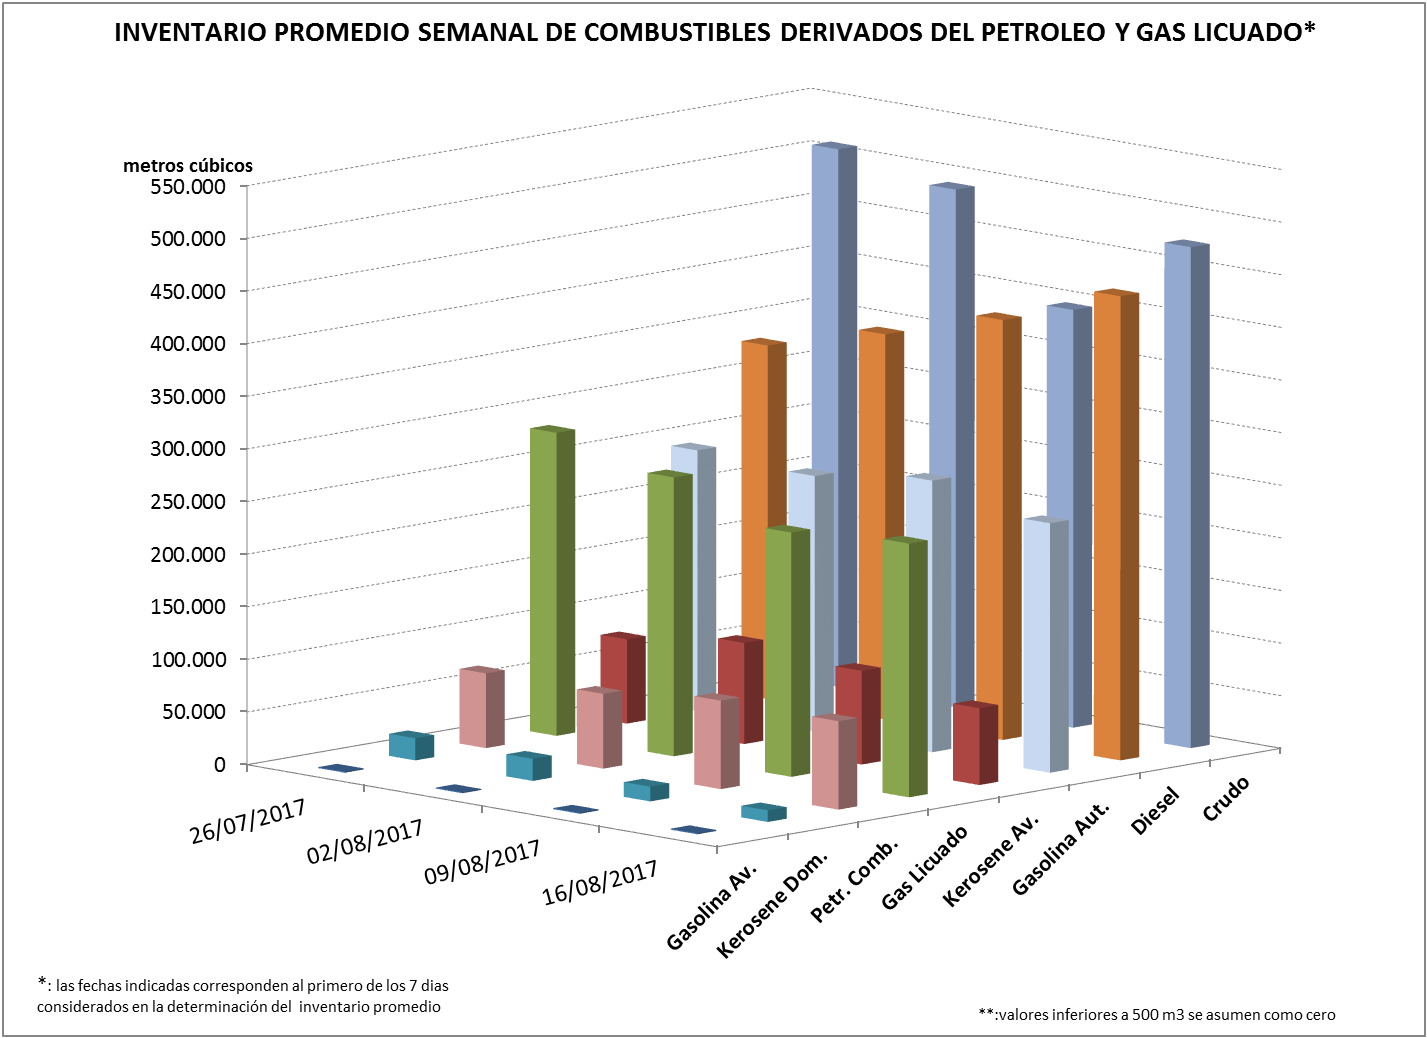 INVENTARIO PROMEDIO SEMANAL DE COMBUSTIBLES DERIVADOS DEL PETROLEO Y GAS LICUADO*
metros cúbicos
550.000
500.000
450.000
400.000
350.000
300.000
250.000
200.000
150.000
100.000
50.000
0
26/07/2017
02/08/2017
09/08/2017
16/08/2017
Gasolina Av.
Kerosene Dom.
Petr. Comb.
Gas Licuado
Kerosene Av.
Gasolina Aut.
Diesel
Crudo
*: las fechas indicadas corresponden al primero de los 7 dias
considerados en la determinación del inventario promedio
**:valores inferiores a 500 m3 se asumen como cero